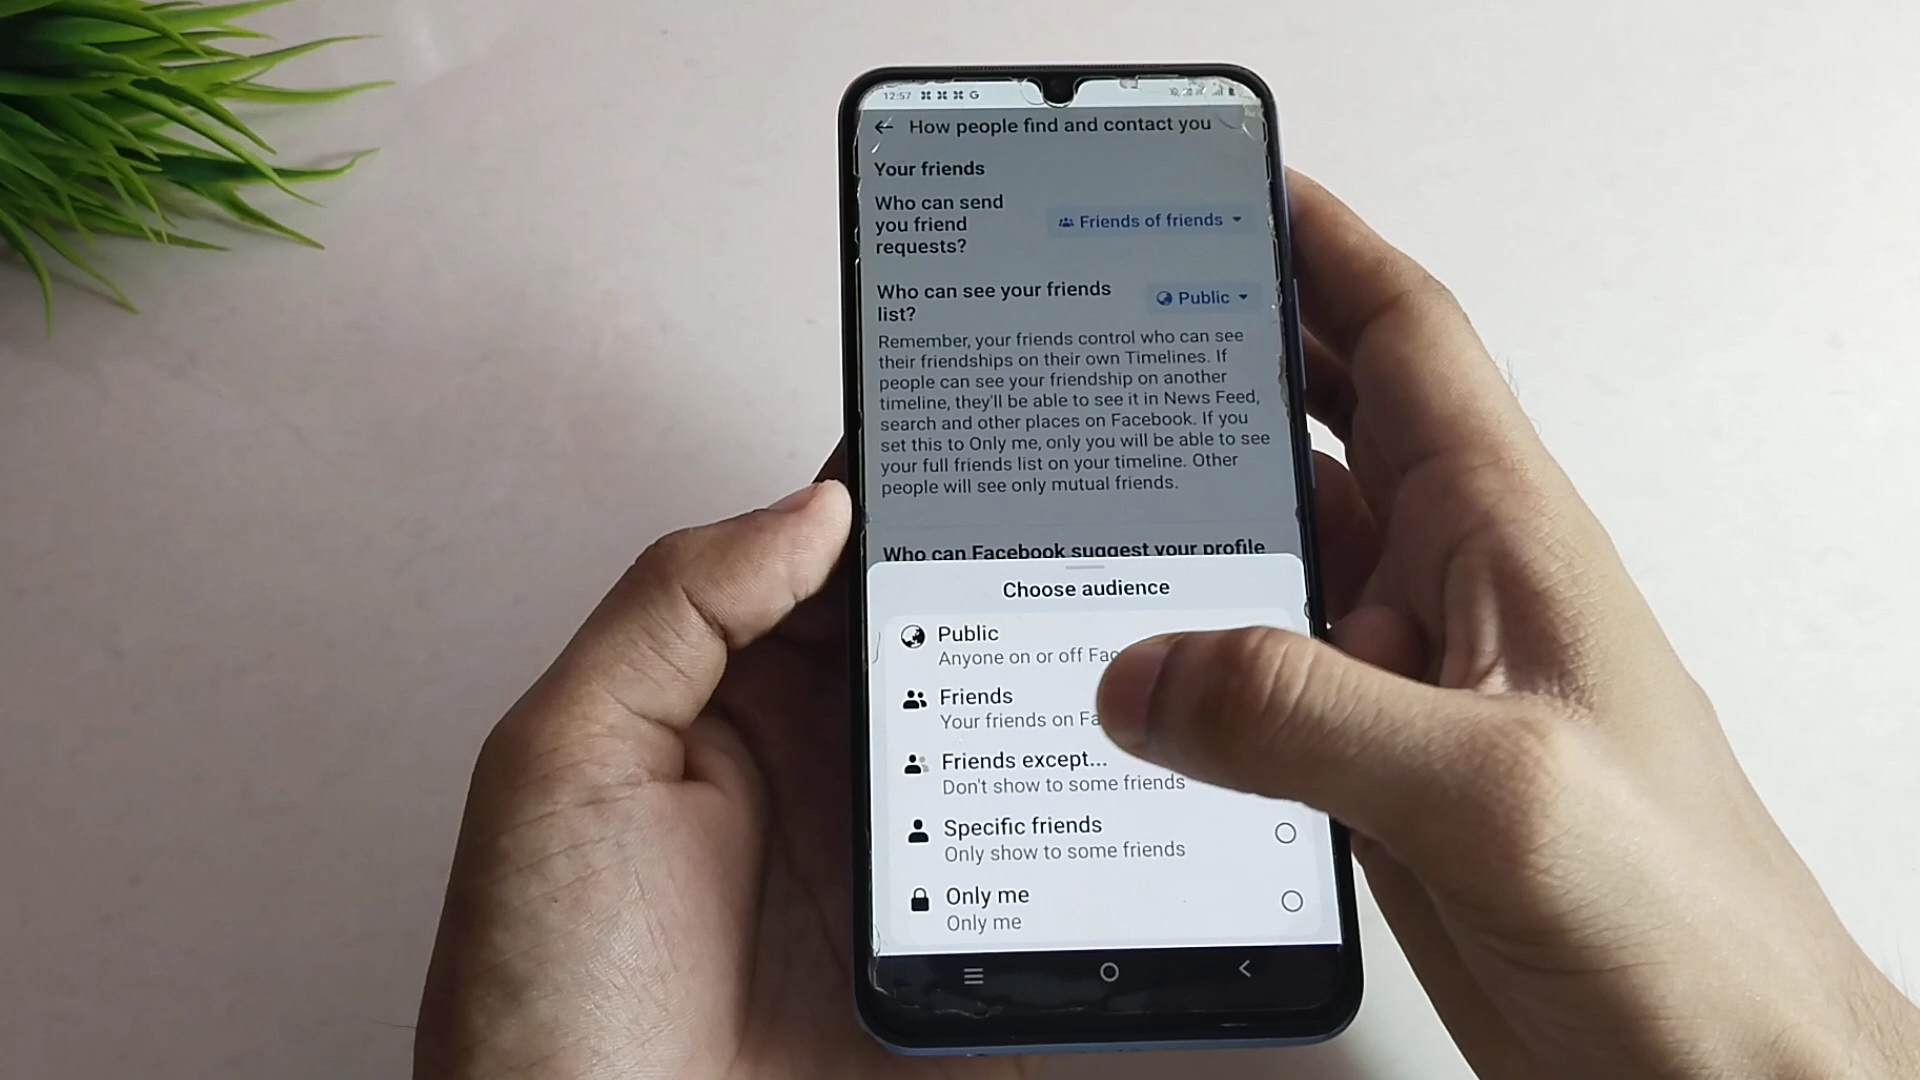 12:57
How people find and contact you
Your friends
Who can send
you friend
requests?
Friends of friends
Who can see your friends
list?
Public
Remember, your friends control who can see
their friendships on their own Timelines. If
people can see your friendship on another
timeline, they'll be able to see it in News Feed,
search and other places on Facebook. If you
set this to Only me, only you will be able to see
your full friends list on your timeline. Other
people will see only mutual friends.
Who can Facebook suggest your profile
Choose audience
Public
Anyone on or off
Friends
Your friends on
Friends except...
Don't show to some friends
Specific friends
Only show to some friends
Only me
Only me